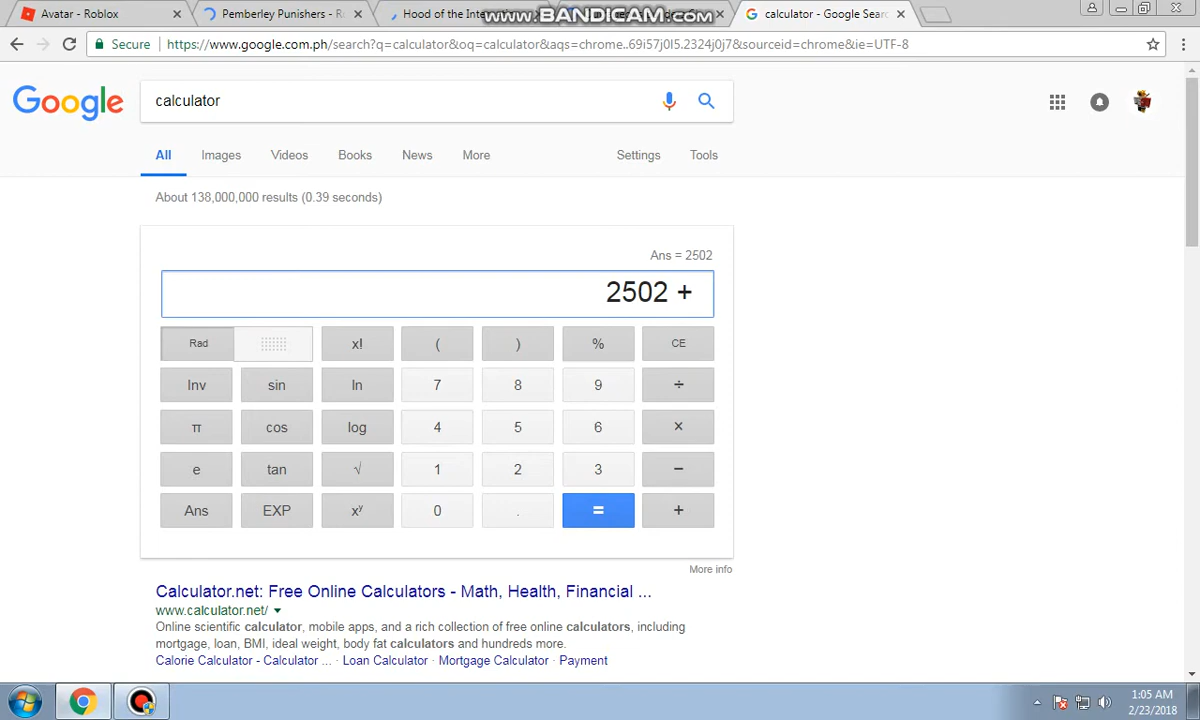 Avatar - Roblox
Pemberley Punishers - R
Hood of the Inte
www.BANDICAM.com
calculator - Google Sear
Secure
https://www.google.com.ph/search?q=calculator&oq=calculator&aqs=chrome..69i57j0l5.2324j0j7&sourceid=chrome&ie=UTF-8
Google
calculator
All Images Videos Books News More Settings Tools
About 138,000,000 results (0.39 seconds)
Ans = 2502
2502 +
Rad x! ( ) % CE
Inv sin ln 7 8 9 ÷
π cos log 4 5 6 ×
e tan √ 1 2 3 −
Ans EXP xʸ 0 . = +
More info
Calculator.net: Free Online Calculators - Math, Health, Financial ...
www.calculator.net/
Online scientific calculator, mobile apps, and a rich collection of free online calculators, including
mortgage, loan, BMI, ideal weight, body fat calculators and hundreds more.
Calorie Calculator - Calculator ... · Loan Calculator · Mortgage Calculator · Payment
1:05 AM
2/23/2018